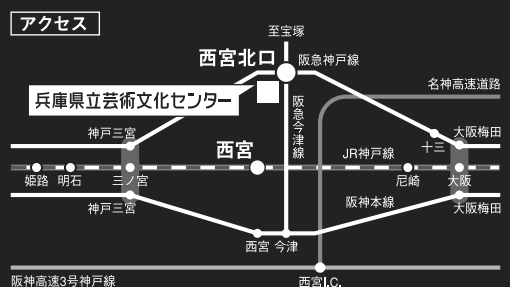 アクセス
至宝塚
西宮北口
阪急神戸線
名神高速道路
兵庫県立芸術文化センター
阪急今津線
神戸三宮
西宮
JR神戸線
十三
大阪梅田
姫路
明石
三ノ宮
尼崎
大阪
神戸三宮
阪神本線
大阪梅田
西宮
今津
阪神高速3号神戸線
西宮I.C.